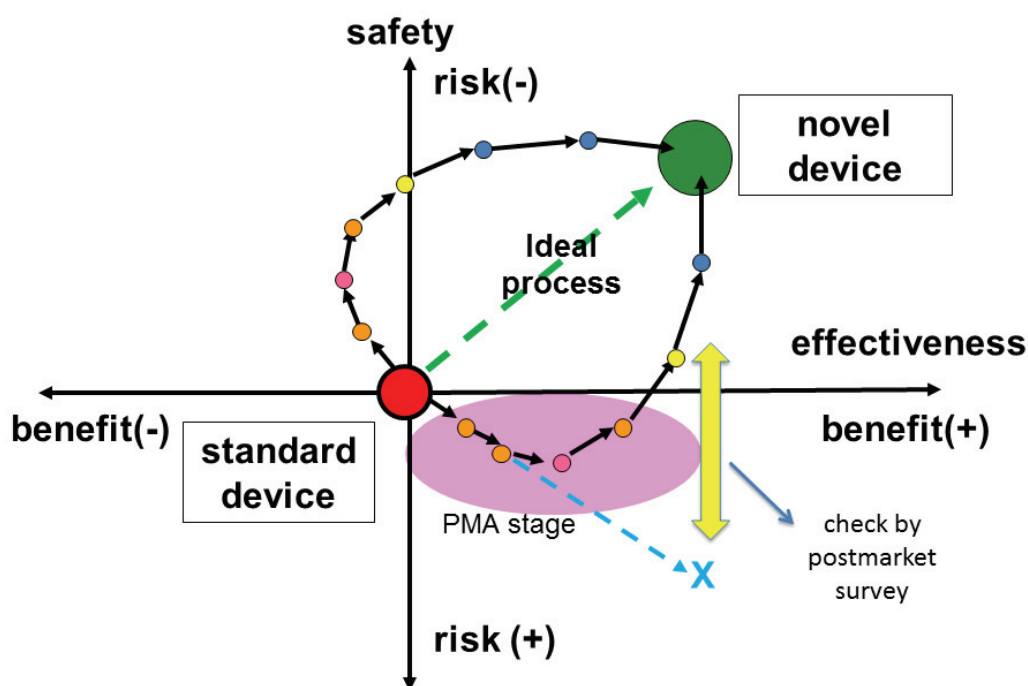 safety
risk(-)
novel
device
Ideal
process
effectiveness
benefit(-)
benefit(+)
standard
device
PMA stage
X
check by
postmarket
survey
risk (+)